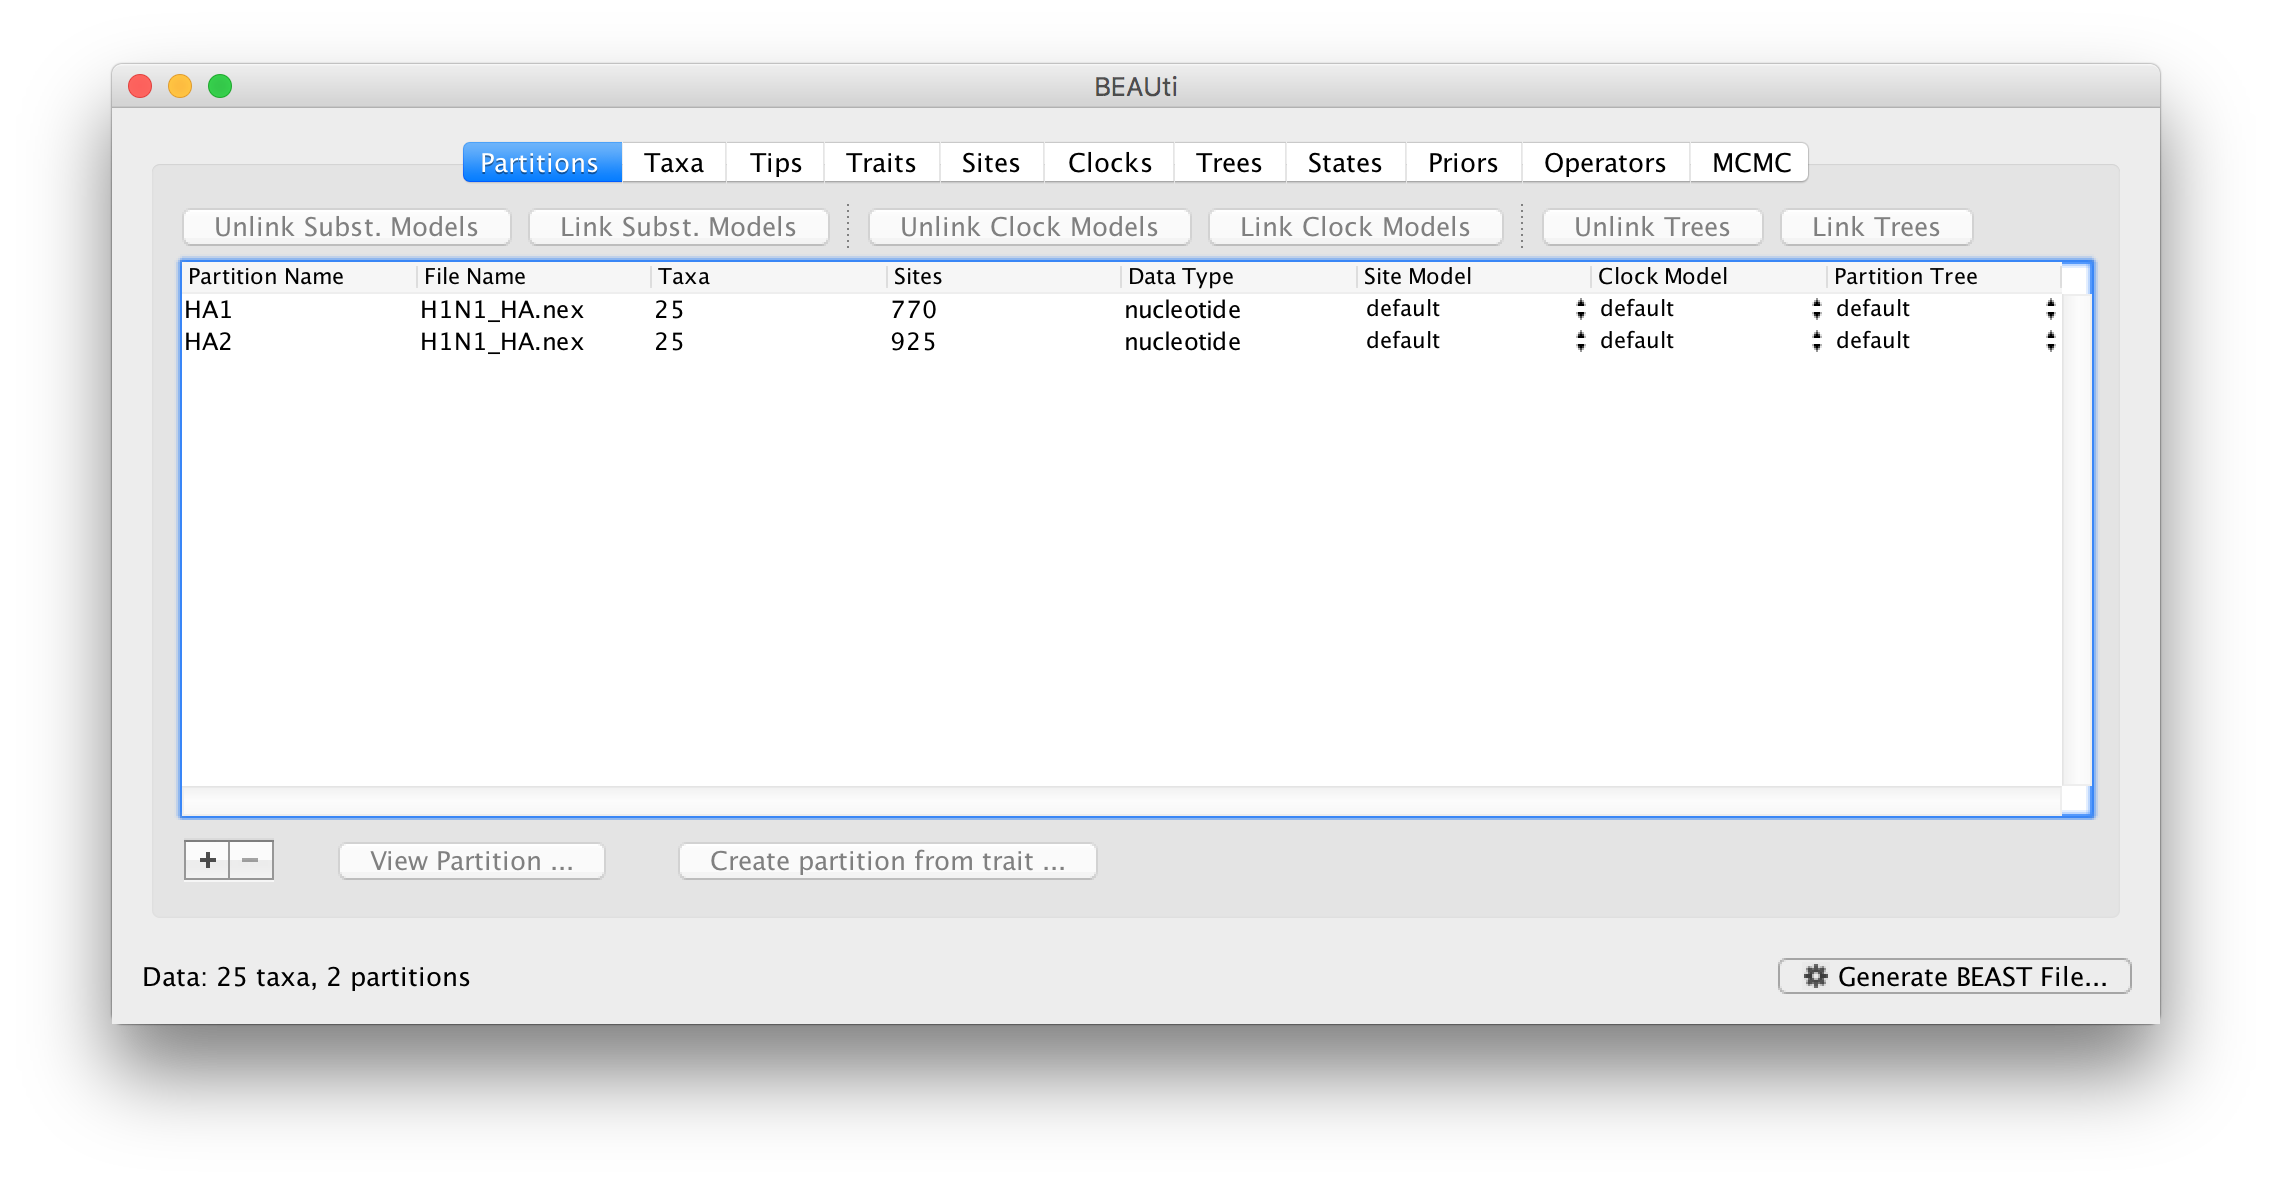 BEAUti
Partitions Taxa Tips Traits Sites Clocks Trees States Priors Operators MCMC
Unlink Subst. Models Link Subst. Models Unlink Clock Models Link Clock Models Unlink Trees Link Trees
Partition Name File Name Taxa Sites Data Type Site Model Clock Model Partition Tree
HA1 H1N1_HA.nex 25 770 nucleotide default default default
HA2 H1N1_HA.nex 25 925 nucleotide default default default
+ − View Partition ... Create partition from trait ...
Data: 25 taxa, 2 partitions Generate BEAST File...